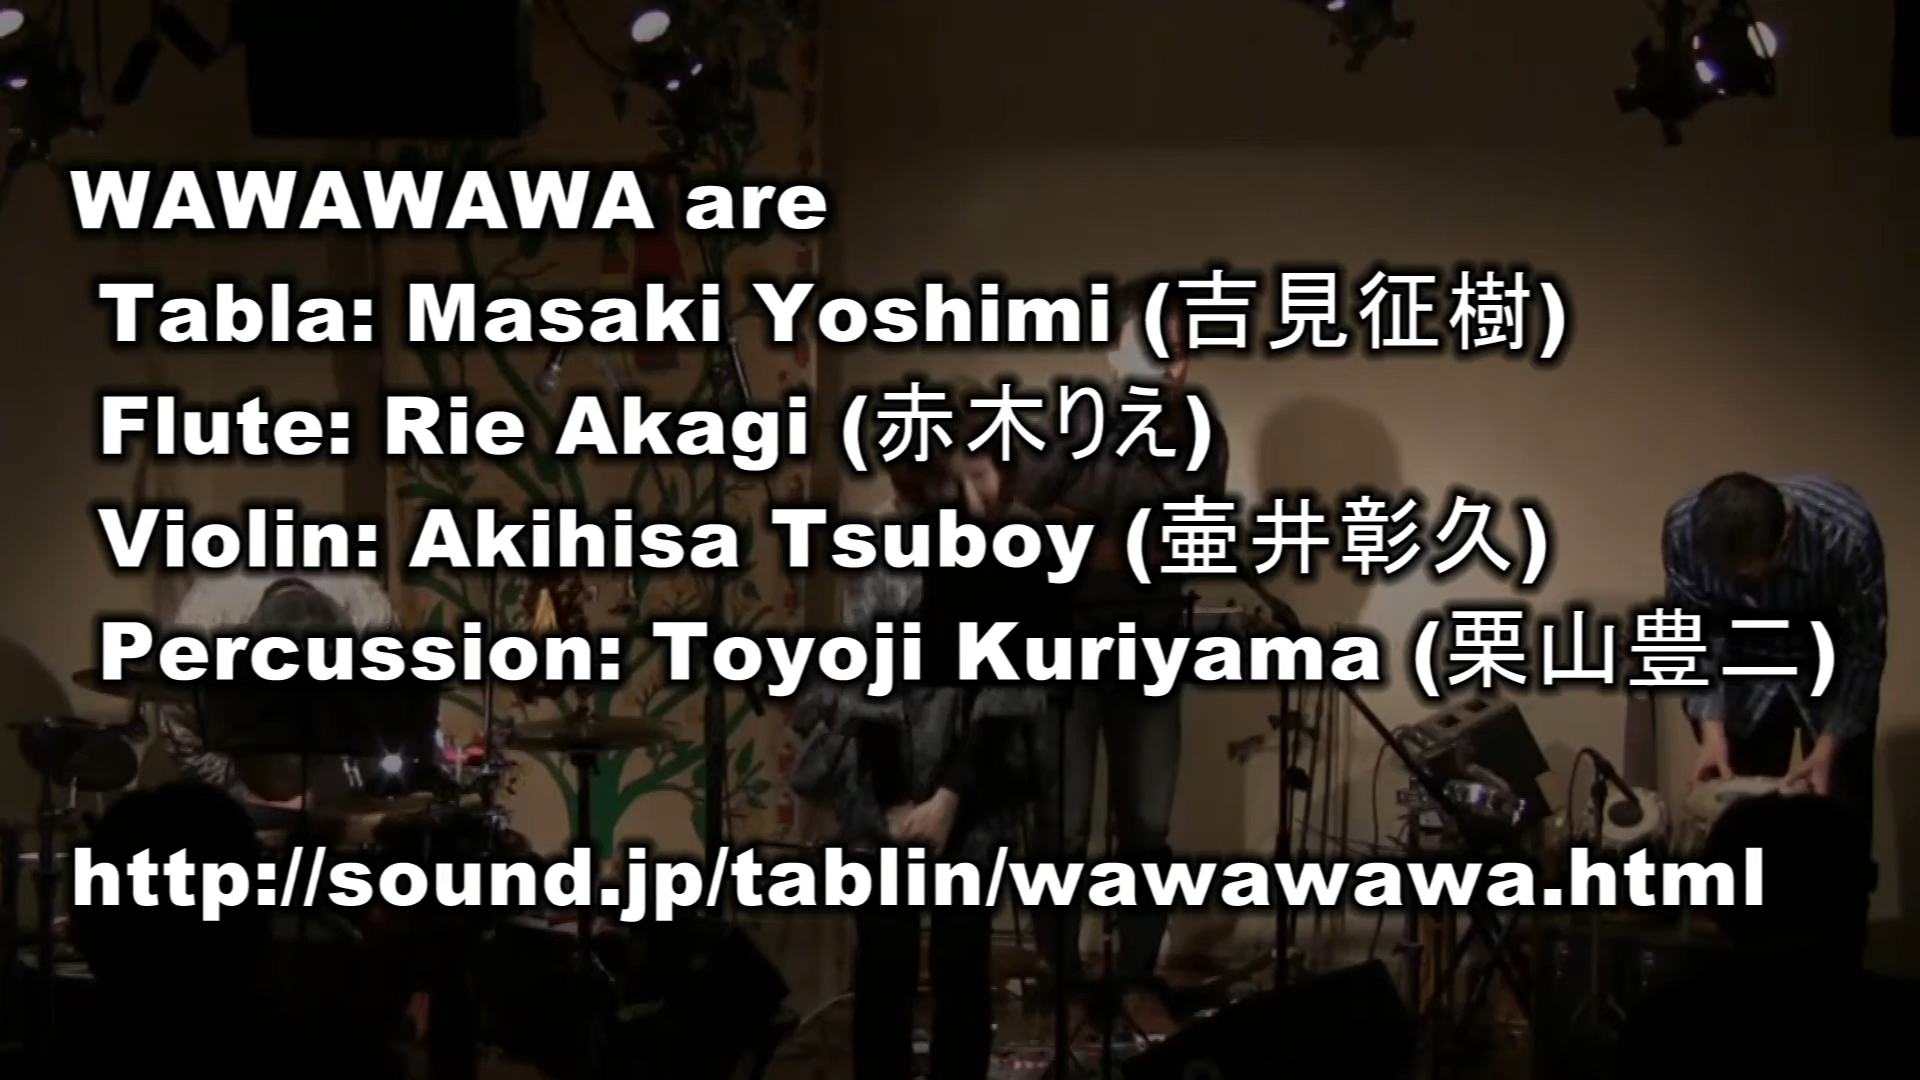 WAWAWAWA are
Tabla: Masaki Yoshimi (吉見征樹)
Flute: Rie Akagi (赤木りえ)
Violin: Akihisa Tsuboy (壷井彰久)
Percussion: Toyoji Kuriyama (栗山豊二)
http://sound.jp/tablin/wawawawa.html